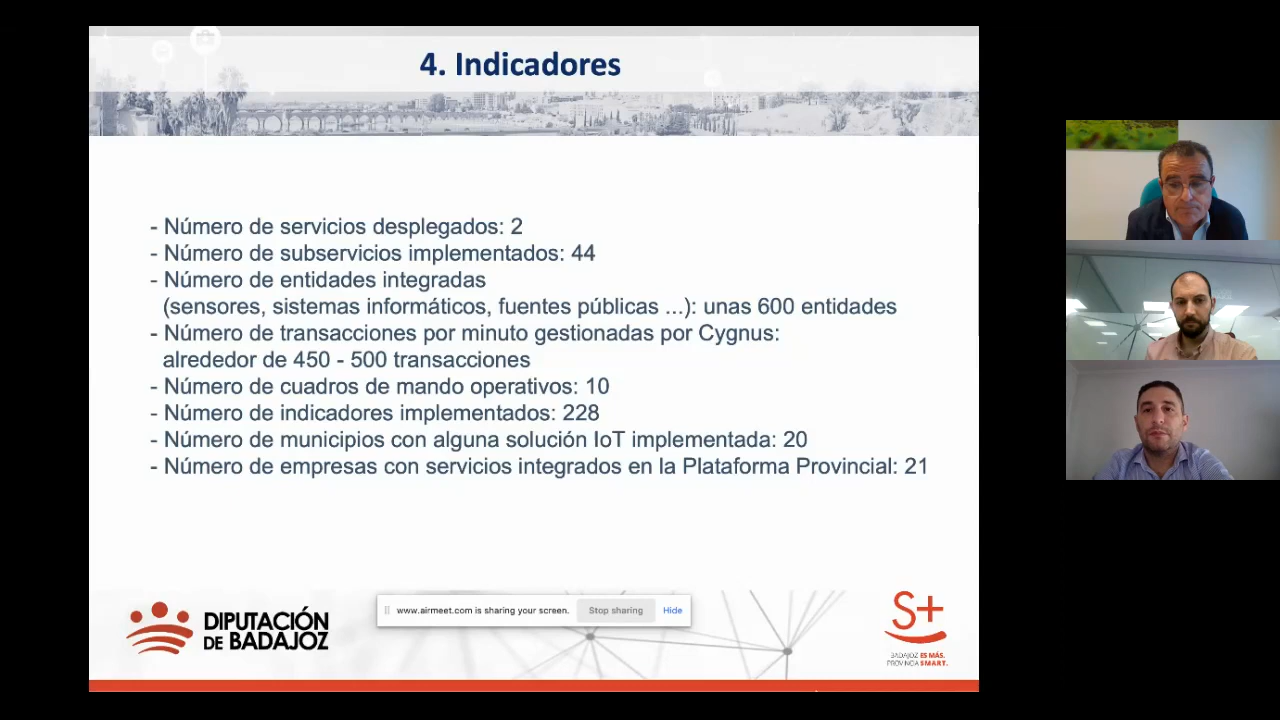 4. Indicadores
- Número de servicios desplegados: 2
- Número de subservicios implementados: 44
- Número de entidades integradas
(sensores, sistemas informáticos, fuentes públicas ...): unas 600 entidades
- Número de transacciones por minuto gestionadas por Cygnus:
alrededor de 450 - 500 transacciones
- Número de cuadros de mando operativos: 10
- Número de indicadores implementados: 228
- Número de municipios con alguna solución IoT implementada: 20
- Número de empresas con servicios integrados en la Plataforma Provincial: 21
DIPUTACIÓN
DE BADAJOZ
www.airmeet.com is sharing your screen.
Stop sharing
Hide
S+
BADAJOZ ES MÁS.
PROVINCIA SMART.